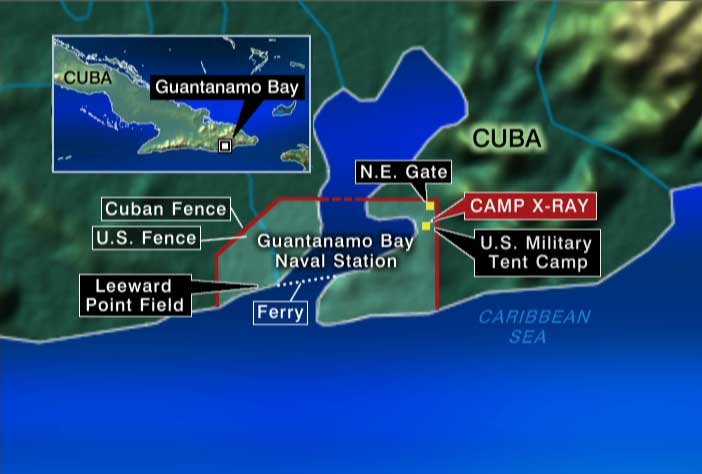 CUBA
Guantanamo Bay
CUBA
N.E. Gate
CAMP X-RAY
Cuban Fence
U.S. Fence
Guantanamo Bay
Naval Station
U.S. Military
Tent Camp
Leeward
Point Field
Ferry
CARIBBEAN
SEA